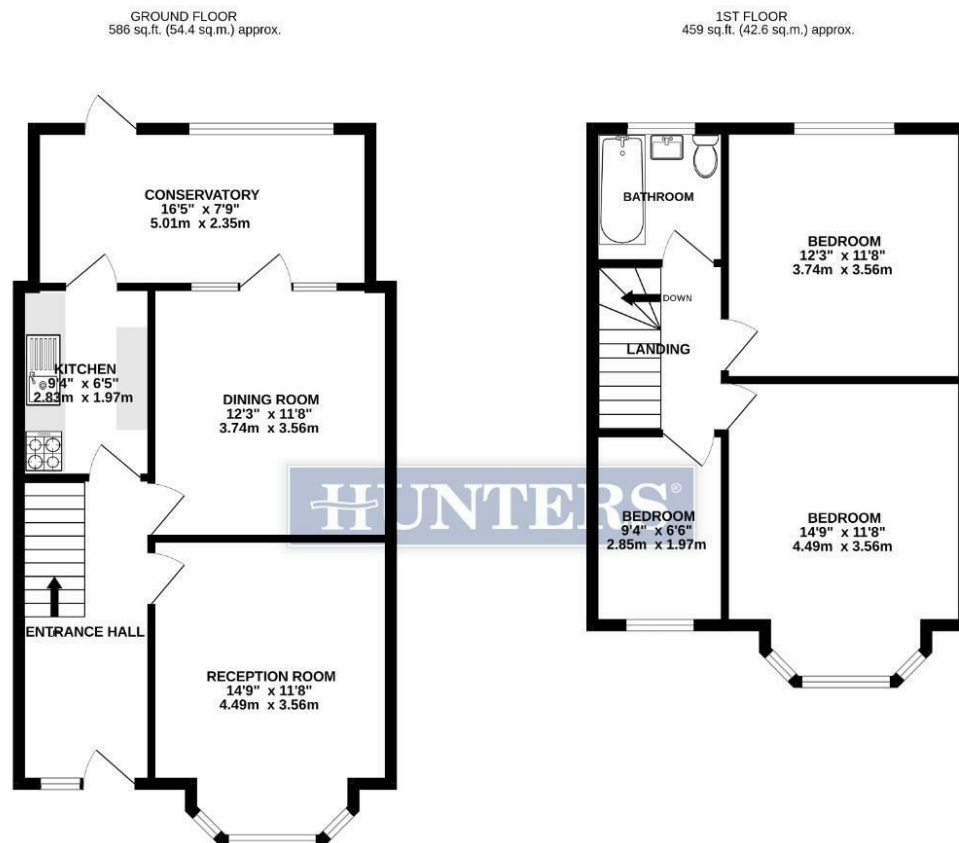 GROUND FLOOR
586 sq.ft. (54.4 sq.m.) approx.
1ST FLOOR
459 sq.ft. (42.6 sq.m.) approx.
CONSERVATORY
16'5" x 7'9"
5.01m x 2.35m
KITCHEN
9'4" x 6'5"
2.83m x 1.97m
DINING ROOM
12'3" x 11'8"
3.74m x 3.56m
ENTRANCE HALL
RECEPTION ROOM
14'9" x 11'8"
4.49m x 3.56m
BATHROOM
BEDROOM
12'3" x 11'8"
3.74m x 3.56m
DOWN
LANDING
BEDROOM
9'4" x 6'6"
2.85m x 1.97m
BEDROOM
14'9" x 11'8"
4.49m x 3.56m
HUNTERS®